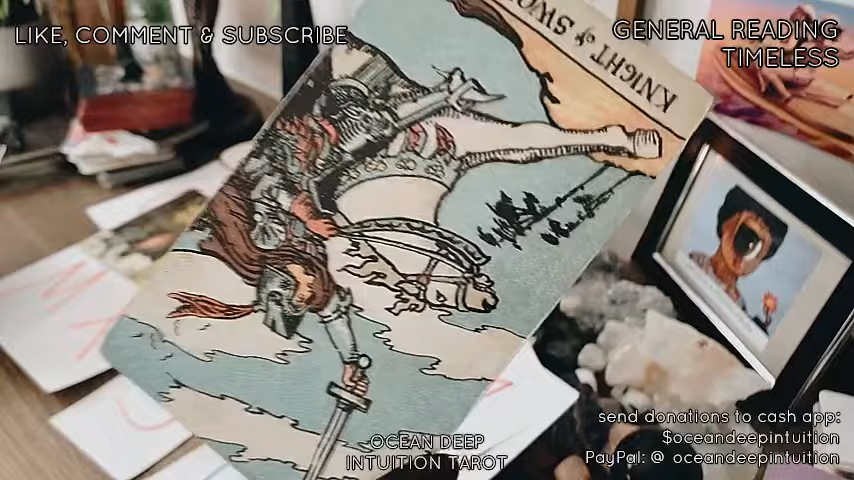 LIKE, COMMENT & SUBSCRIBE
GENERAL READING
TIMELESS
KNIGHT of
OCEAN DEEP
INTUITION TAROT
send donations to cash app:
$oceandeepintuition
PayPal: @ oceandeepintuition